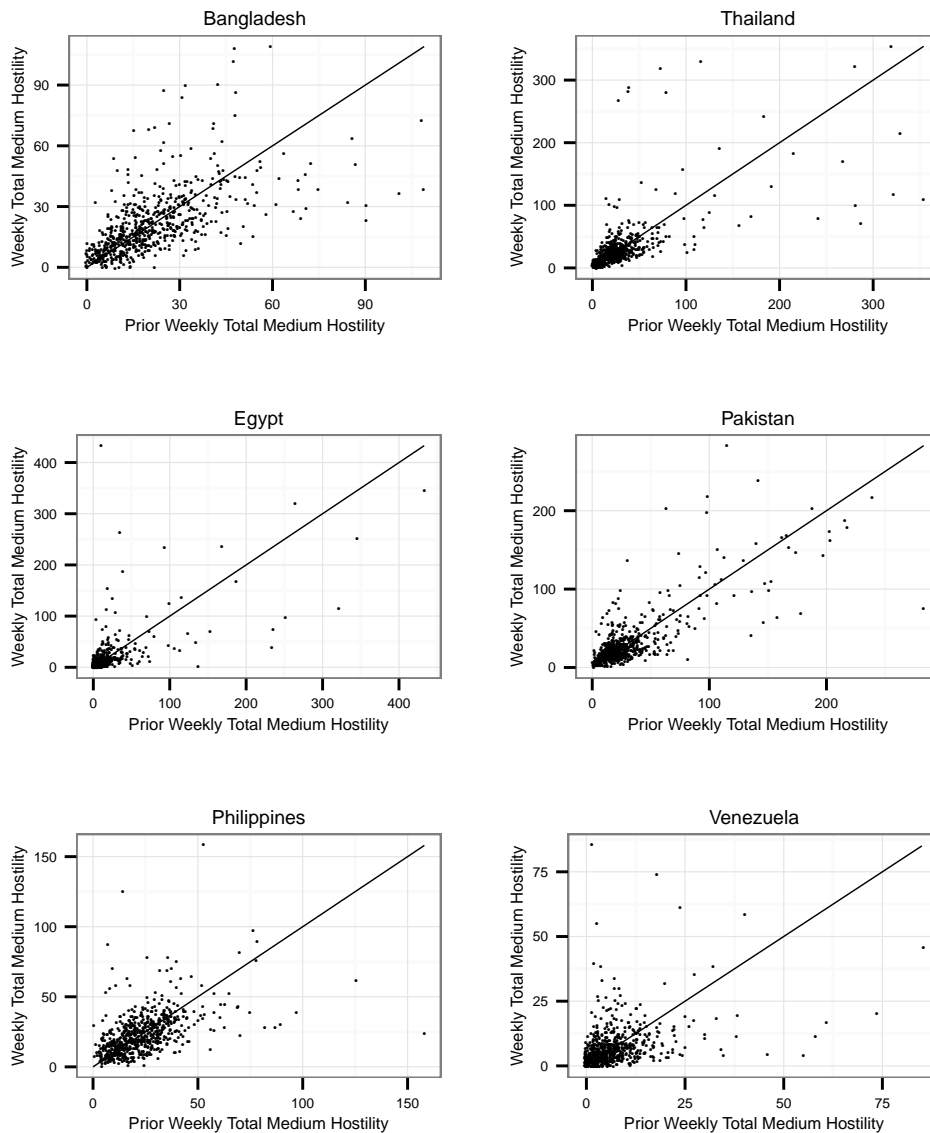 Bangladesh
Weekly Total Medium Hostility
90
60
30
0
0 30 60 90
Prior Weekly Total Medium Hostility
Thailand
Weekly Total Medium Hostility
300
200
100
0
0 100 200 300
Prior Weekly Total Medium Hostility
Egypt
Weekly Total Medium Hostility
400
300
200
100
0
0 100 200 300 400
Prior Weekly Total Medium Hostility
Pakistan
Weekly Total Medium Hostility
200
100
0
0 100 200
Prior Weekly Total Medium Hostility
Philippines
Weekly Total Medium Hostility
150
100
50
0
0 50 100 150
Prior Weekly Total Medium Hostility
Venezuela
Weekly Total Medium Hostility
75
50
25
0
0 25 50 75
Prior Weekly Total Medium Hostility